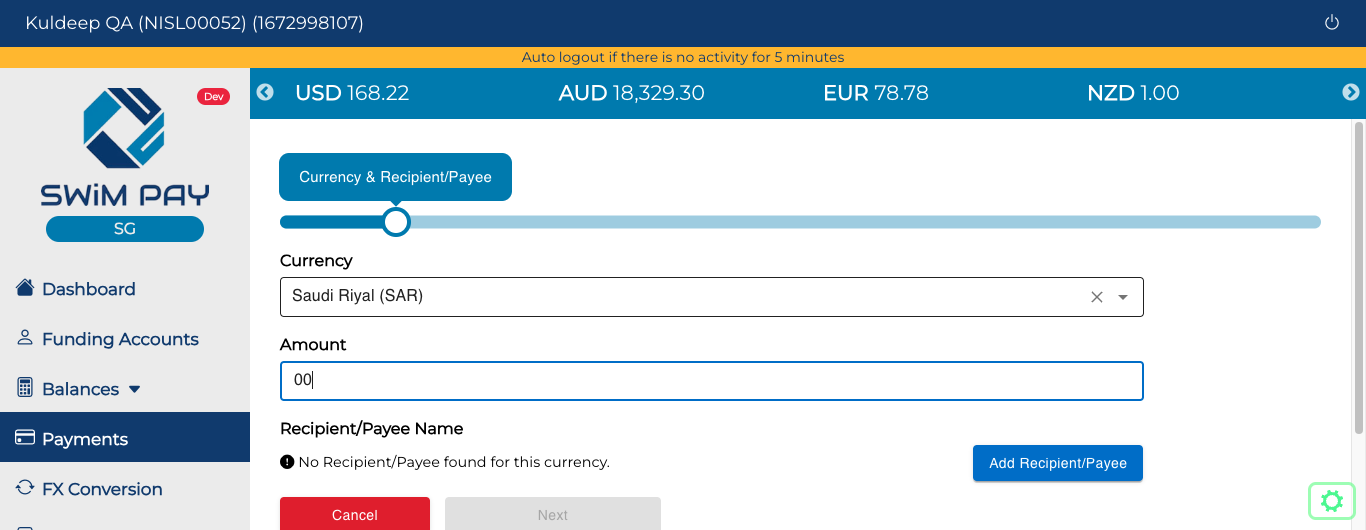 Kuldeep QA (NISL00052) (1672998107)
Auto logout if there is no activity for 5 minutes
Dev
USD 168.22 AUD 18,329.30 EUR 78.78 NZD 1.00
SWiM PAY
SG
Dashboard
Funding Accounts
Balances
Payments
FX Conversion
Currency & Recipient/Payee
Currency
Saudi Riyal (SAR)
Amount
00
Recipient/Payee Name
No Recipient/Payee found for this currency.
Add Recipient/Payee
Cancel
Next